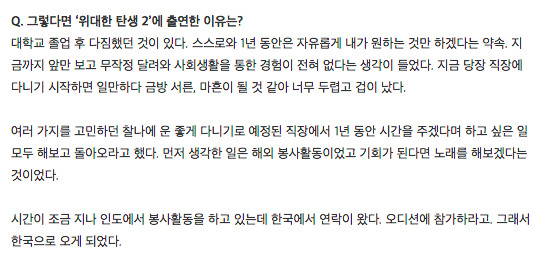 Q. 그렇다면 ‘위대한 탄생 2’에 출연한 이유는?
대학교 졸업 후 다짐했던 것이 있다. 스스로와 1년 동안은 자유롭게 내가 원하는 것만 하겠다는 약속. 지
금까지 앞만 보고 무작정 달려와 사회생활을 통한 경험이 전혀 없다는 생각이 들었다. 지금 당장 직장에
다니기 시작하면 일만하다 금방 서른, 마흔이 될 것 같아 너무 두렵고 겁이 났다.
여러 가지를 고민하던 찰나에 운 좋게 다니기로 예정된 직장에서 1년 동안 시간을 주겠다며 하고 싶은 일
모두 해보고 돌아오라고 했다. 먼저 생각한 일은 해외 봉사활동이었고 기회가 된다면 노래를 해보겠다는
것이었다.
시간이 조금 지나 인도에서 봉사활동을 하고 있는데 한국에서 연락이 왔다. 오디션에 참가하라고. 그래서
한국으로 오게 되었다.